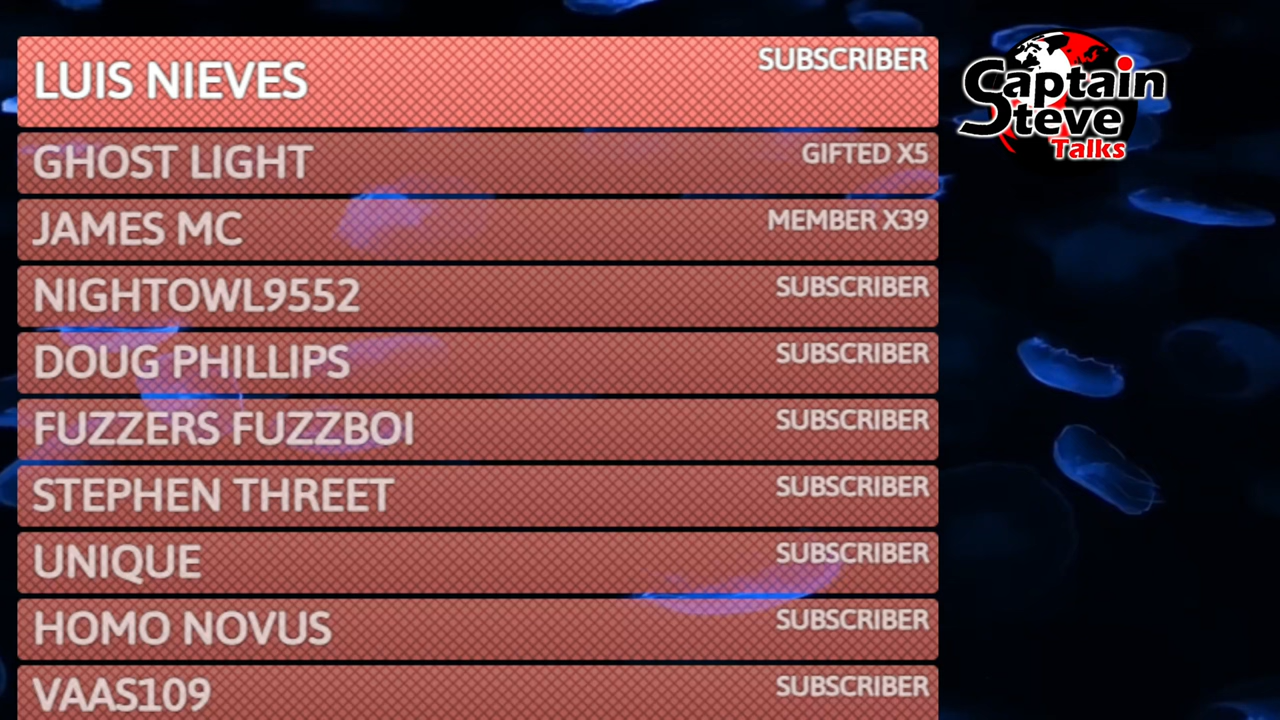 LUIS NIEVES SUBSCRIBER
GHOST LIGHT GIFTED X5
JAMES MC MEMBER X39
NIGHTOWL9552 SUBSCRIBER
DOUG PHILLIPS SUBSCRIBER
FUZZERS FUZZBOI SUBSCRIBER
STEPHEN THREET SUBSCRIBER
UNIQUE SUBSCRIBER
HOMO NOVUS SUBSCRIBER
VAAS109 SUBSCRIBER
Captain
Steve
Talks